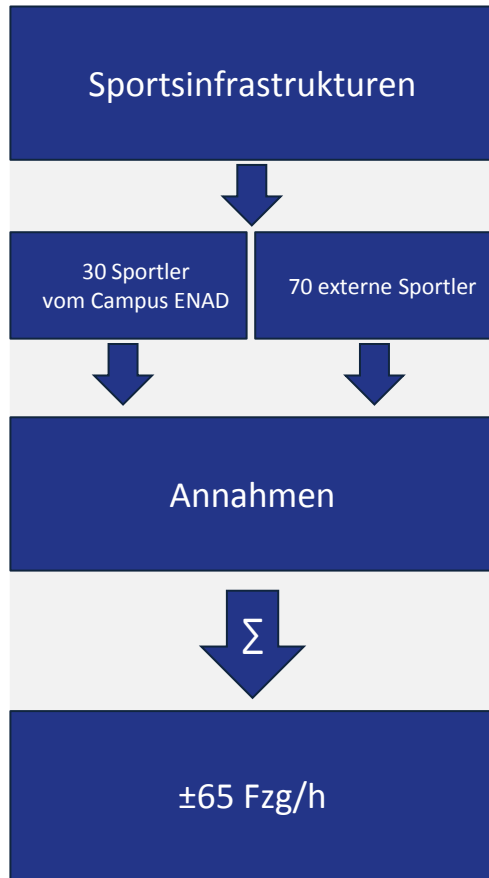 Sportsinfrastrukturen
30 Sportler
vom Campus ENAD
70 externe Sportler
Annahmen
∑
±65 Fzg/h